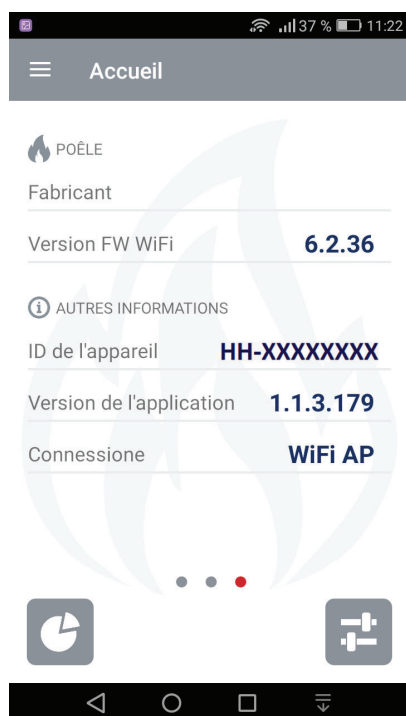 37 % 11:22
Accueil
POÊLE
Fabricant
Version FW WiFi 6.2.36
AUTRES INFORMATIONS
ID de l'appareil HH-XXXXXXXX
Version de l'application 1.1.3.179
Connessione WiFi AP